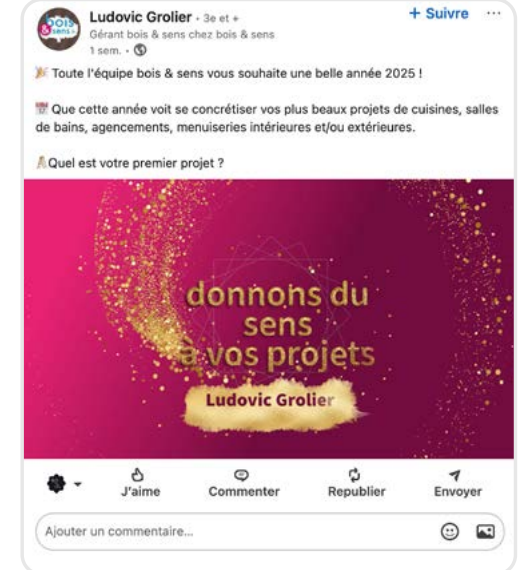 bois
& sens
Ludovic Grolier • 3e et +
+ Suivre ...
Gérant bois & sens chez bois & sens
1 sem. •
🎉 Toute l'équipe bois & sens vous souhaite une belle année 2025 !
📅 Que cette année voit se concrétiser vos plus beaux projets de cuisines, salles
de bains, agencements, menuiseries intérieures et/ou extérieures.
Quel est votre premier projet ?
donnons du
sens
à vos projets
Ludovic Grolier
J'aime
Commenter
Republier
Envoyer
Ajouter un commentaire...